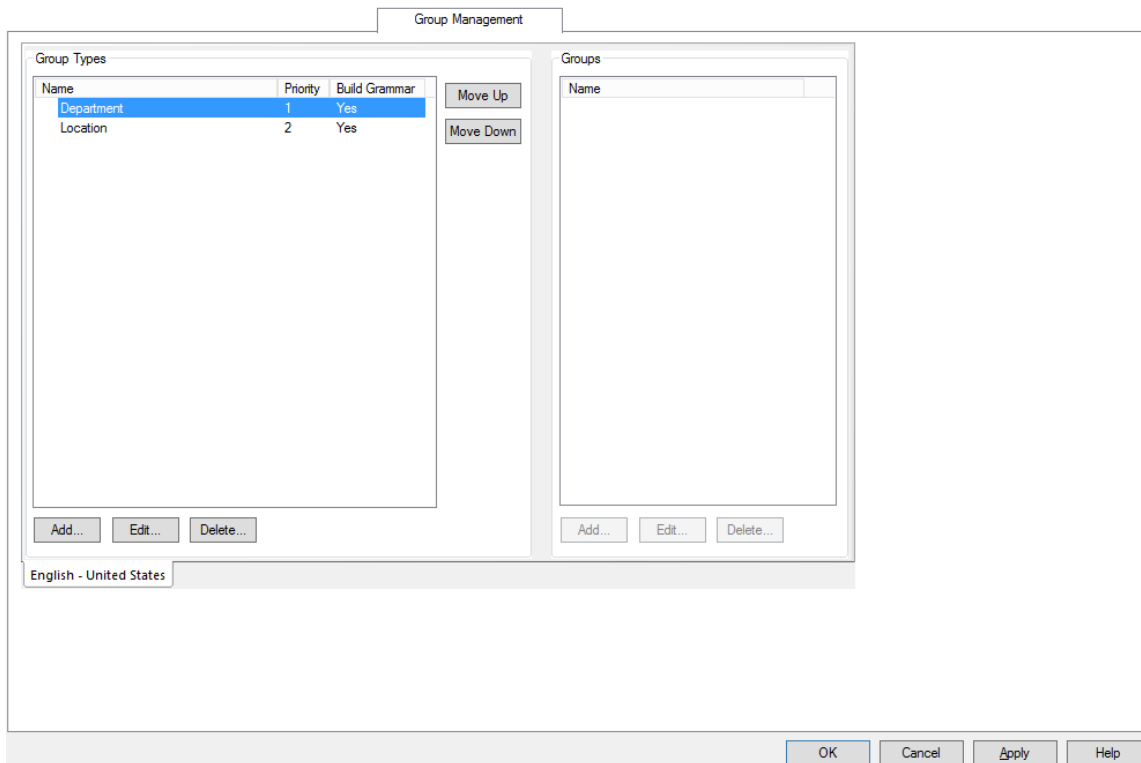 Group Management
Group Types
Name Priority Build Grammar
Department 1 Yes
Location 2 Yes
Move Up
Move Down
Add... Edit... Delete...
Groups
Name
Add... Edit... Delete...
English - United States
OK Cancel Apply Help